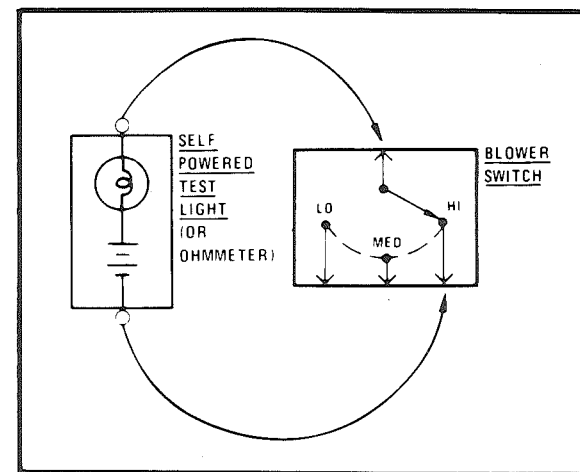 SELF
POWERED
TEST
LIGHT
(OR
OHMMETER)
BLOWER
SWITCH
LO
HI
MED